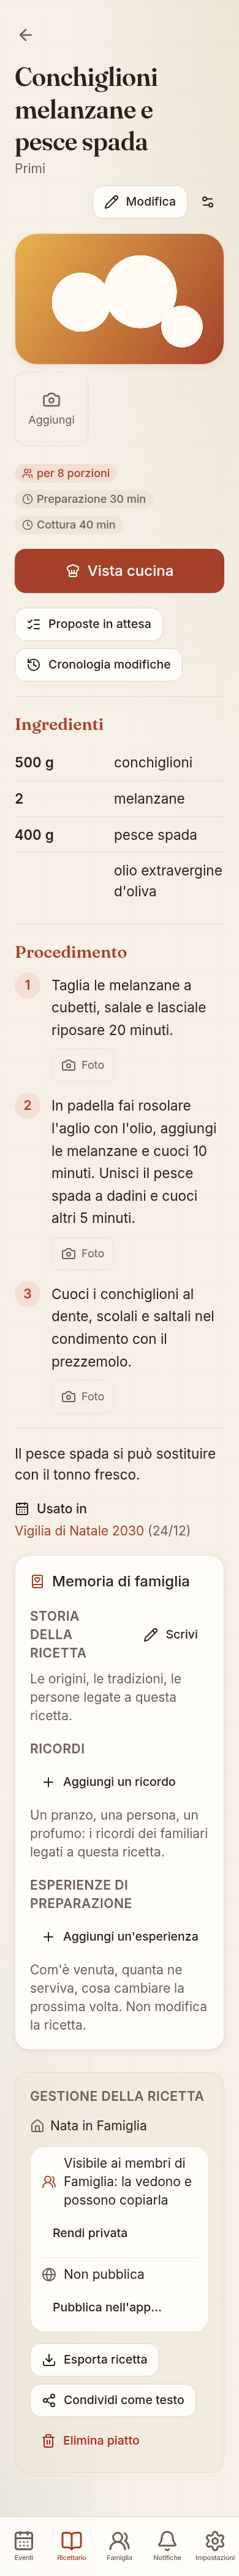 Conchiglioni
melanzane e
pesce spada
Primi
Modifica
Aggiungi
per 8 porzioni
Preparazione 30 min
Cottura 40 min
Vista cucina
Proposte in attesa
Cronologia modifiche
Ingredienti
500 g conchiglioni
2 melanzane
400 g pesce spada
olio extravergine
d'oliva
Procedimento
1 Taglia le melanzane a
cubetti, salale e lasciale
riposare 20 minuti.
Foto
2 In padella fai rosolare
l'aglio con l'olio, aggiungi
le melanzane e cuoci 10
minuti. Unisci il pesce
spada a dadini e cuoci
altri 5 minuti.
Foto
3 Cuoci i conchiglioni al
dente, scolali e saltali nel
condimento con il
prezzemolo.
Foto
Il pesce spada si può sostituire
con il tonno fresco.
Usato in
Vigilia di Natale 2030 (24/12)
Memoria di famiglia
STORIA
DELLA
RICETTA
Scrivi
Le origini, le tradizioni, le
persone legate a questa
ricetta.
RICORDI
Aggiungi un ricordo
Un pranzo, una persona, un
profumo: i ricordi dei familiari
legati a questa ricetta.
ESPERIENZE DI
PREPARAZIONE
Aggiungi un'esperienza
Com'è venuta, quanta ne
serviva, cosa cambiare la
prossima volta. Non modifica
la ricetta.
GESTIONE DELLA RICETTA
Nata in Famiglia
Visibile ai membri di
Famiglia: la vedono e
possono copiarla
Rendi privata
Non pubblica
Pubblica nell'app...
Esporta ricetta
Condividi come testo
Elimina piatto
Eventi Ricettario Famiglia Notifiche Impostazioni